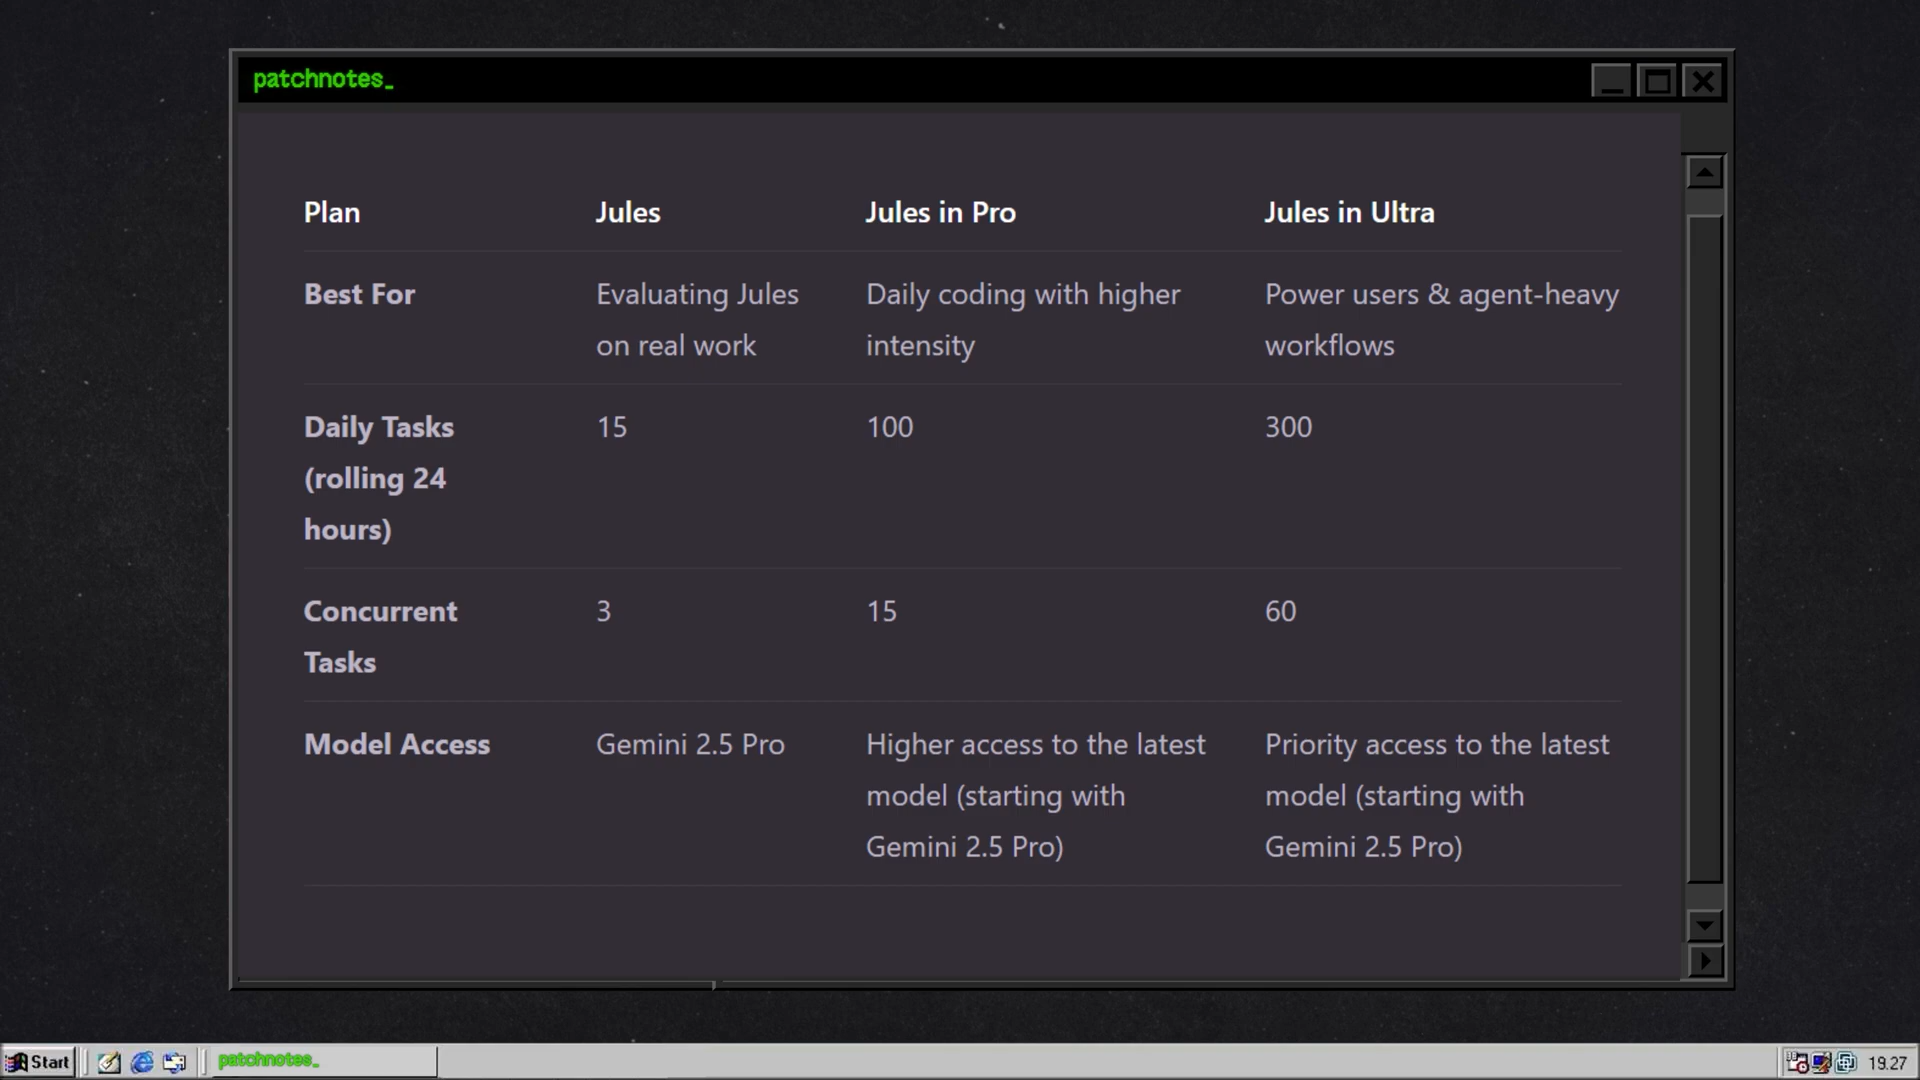 patchnotes_
Plan Jules Jules in Pro Jules in Ultra
Best For Evaluating Jules Daily coding with higher Power users & agent-heavy
on real work intensity workflows
Daily Tasks 15 100 300
(rolling 24
hours)
Concurrent 3 15 60
Tasks
Model Access Gemini 2.5 Pro Higher access to the latest Priority access to the latest
model (starting with model (starting with
Gemini 2.5 Pro) Gemini 2.5 Pro)
Start patchnotes_ 19.27